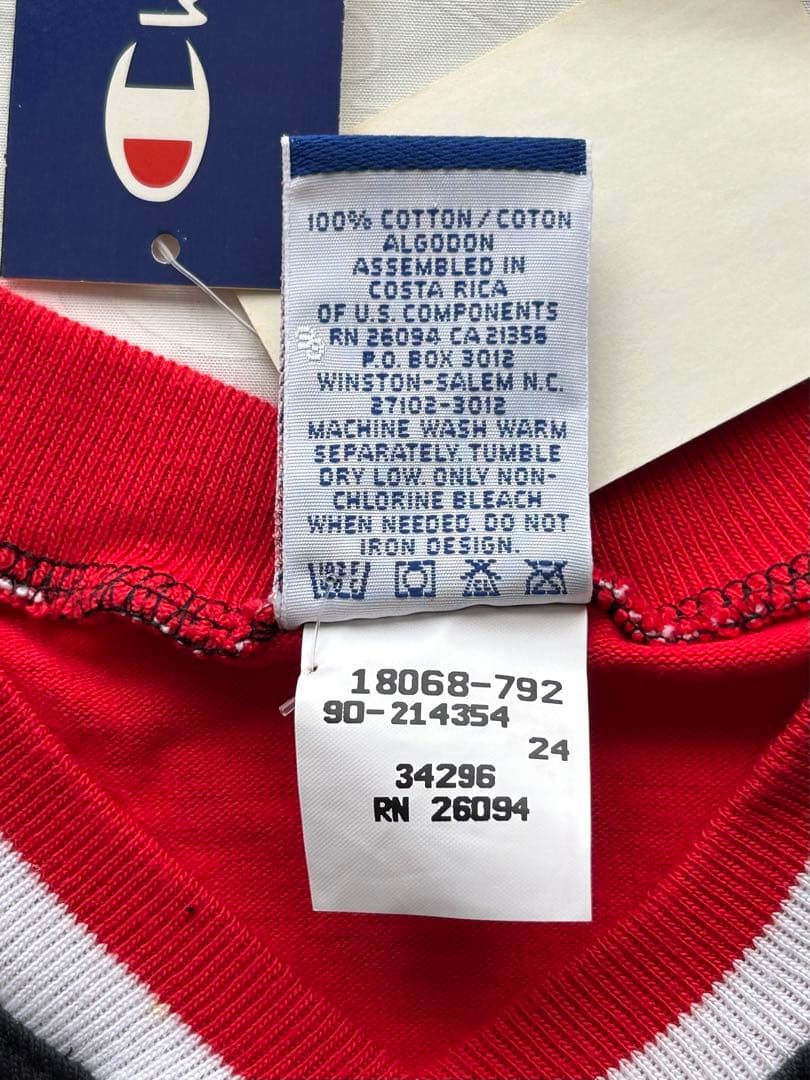 100% COTTON / COTON
ALGODON
ASSEMBLED IN
COSTA RICA
OF U.S. COMPONENTS
RN 26094 CA 21356
P.O. BOX 3012
WINSTON-SALEM N.C.
27102-3012
MACHINE WASH WARM
SEPARATELY. TUMBLE
DRY LOW. ONLY NON-
CHLORINE BLEACH
WHEN NEEDED. DO NOT
IRON DESIGN.
18068-792
90-214354
24
34296
RN 26094